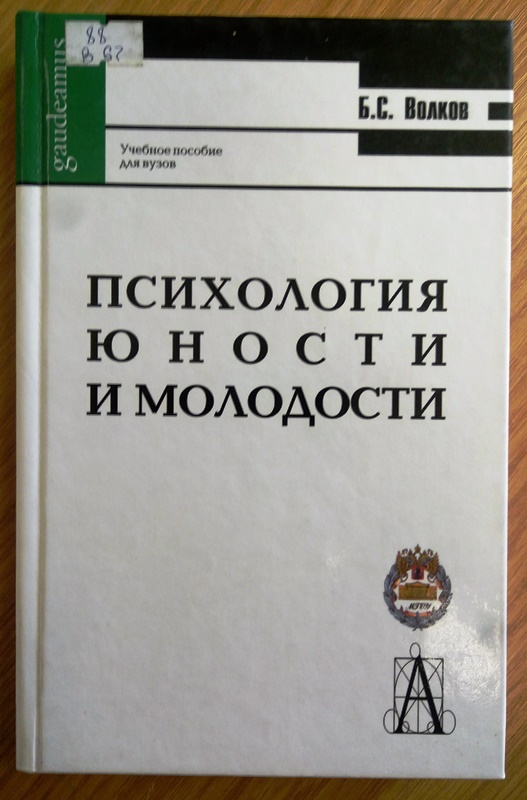 gaudeamus
88
В 67
Б.С. Волков
Учебное пособие
для вузов
ПСИХОЛОГИЯ
ЮНОСТИ
И МОЛОДОСТИ
А